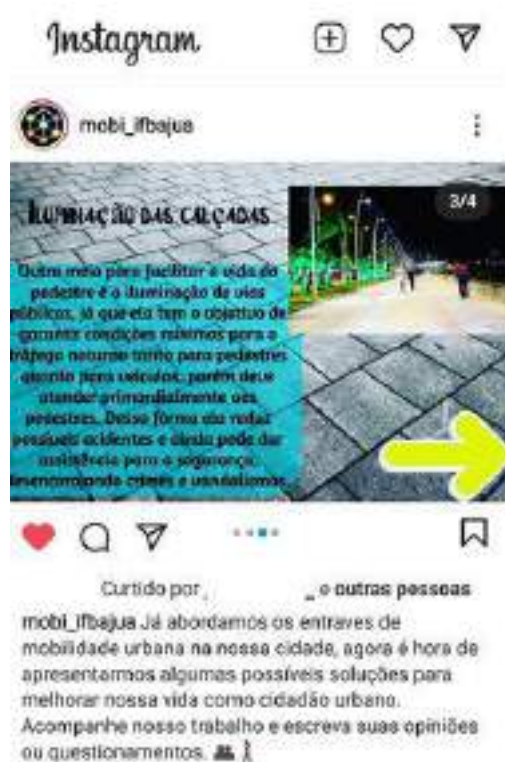 Instagram
mobi_ifbajua
3/4
ILUMINAÇÃO DAS CALÇADAS
Outro meio para facilitar a vida do
pedestre é a iluminação de vias
públicas, já que ela tem o objetivo de
garantir condições mínimas para o
tráfego noturno tanto para pedestres
quanto para veículos, porém deve
atender primordialmente aos
pedestres. Dessa forma ela reduz
possíveis acidentes e ainda pode dar
assistência para a segurança,
desencorajando crimes e vandalismos.
Curtido por
e outras pessoas
mobi_ifbajua Já abordamos os entraves de
mobilidade urbana na nossa cidade, agora é hora de
apresentarmos algumas possíveis soluções para
melhorar nossa vida como cidadão urbano.
Acompanhe nosso trabalho e escreva suas opiniões
ou questionamentos.